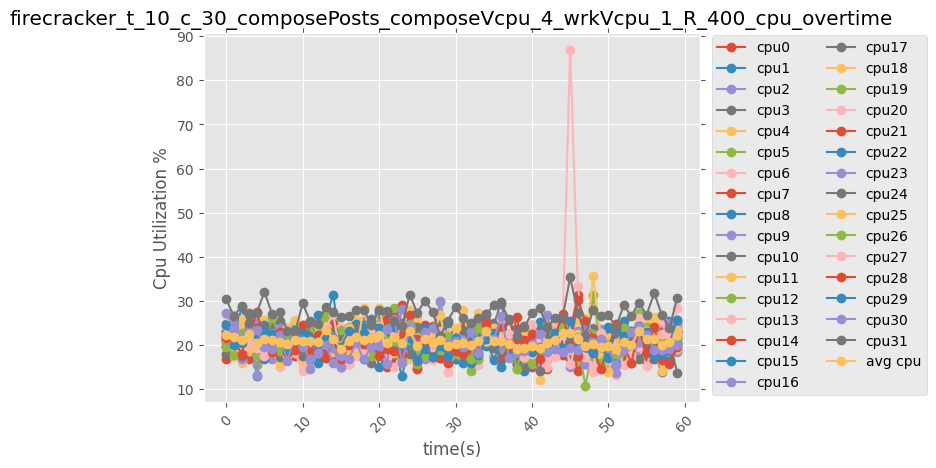 firecracker_t_10_c_30_composePosts_composeVcpu_4_wrkVcpu_1_R_400_cpu_overtime
Cpu Utilization %
90
80
70
60
50
40
30
20
10
0
10
20
30
40
50
60
time(s)
cpu0
cpu1
cpu2
cpu3
cpu4
cpu5
cpu6
cpu7
cpu8
cpu9
cpu10
cpu11
cpu12
cpu13
cpu14
cpu15
cpu16
cpu17
cpu18
cpu19
cpu20
cpu21
cpu22
cpu23
cpu24
cpu25
cpu26
cpu27
cpu28
cpu29
cpu30
cpu31
avg cpu